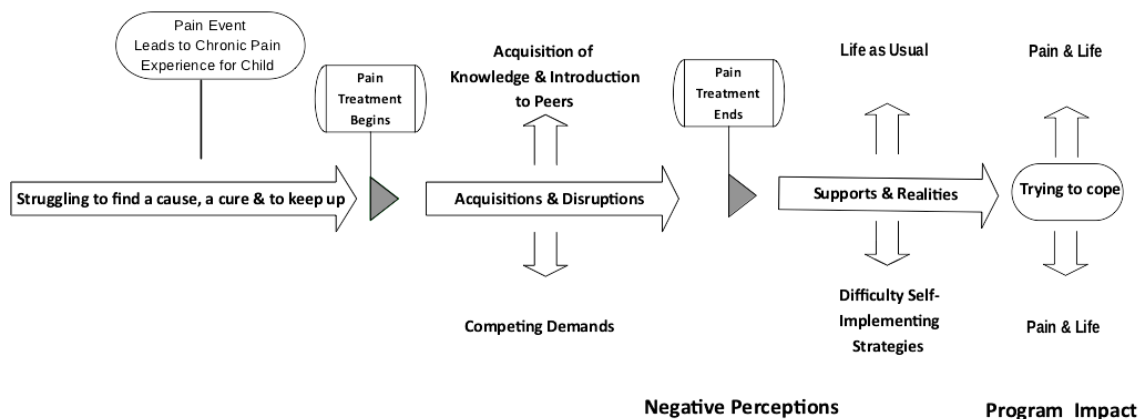 Pain Event
Leads to Chronic Pain
Experience for Child
Pain
Treatment
Begins
Acquisition of
Knowledge & Introduction
to Peers
Pain
Treatment
Ends
Life as Usual
Pain & Life
Struggling to find a cause, a cure & to keep up
Acquisitions & Disruptions
Supports & Realities
Trying to cope
Competing Demands
Difficulty Self-
Implementing
Strategies
Pain & Life
Negative Perceptions
Program Impact